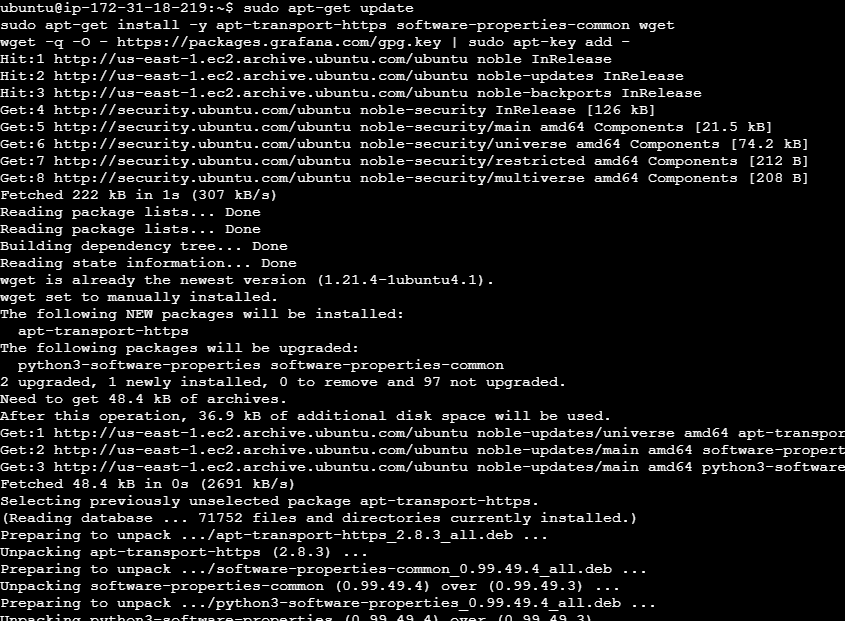 ubuntu@ip-172-31-18-219:~$ sudo apt-get update
sudo apt-get install -y apt-transport-https software-properties-common wget
wget -q -O - https://packages.grafana.com/gpg.key | sudo apt-key add -
Hit:1 http://us-east-1.ec2.archive.ubuntu.com/ubuntu noble InRelease
Hit:2 http://us-east-1.ec2.archive.ubuntu.com/ubuntu noble-updates InRelease
Hit:3 http://us-east-1.ec2.archive.ubuntu.com/ubuntu noble-backports InRelease
Get:4 http://security.ubuntu.com/ubuntu noble-security InRelease [126 kB]
Get:5 http://security.ubuntu.com/ubuntu noble-security/main amd64 Components [21.5 kB]
Get:6 http://security.ubuntu.com/ubuntu noble-security/universe amd64 Components [74.2 kB]
Get:7 http://security.ubuntu.com/ubuntu noble-security/restricted amd64 Components [212 B]
Get:8 http://security.ubuntu.com/ubuntu noble-security/multiverse amd64 Components [208 B]
Fetched 222 kB in 1s (307 kB/s)
Reading package lists... Done
Reading package lists... Done
Building dependency tree... Done
Reading state information... Done
wget is already the newest version (1.21.4-1ubuntu4.1).
wget set to manually installed.
The following NEW packages will be installed:
  apt-transport-https
The following packages will be upgraded:
  python3-software-properties software-properties-common
2 upgraded, 1 newly installed, 0 to remove and 97 not upgraded.
Need to get 48.4 kB of archives.
After this operation, 36.9 kB of additional disk space will be used.
Get:1 http://us-east-1.ec2.archive.ubuntu.com/ubuntu noble-updates/universe amd64 apt-transpor
Get:2 http://us-east-1.ec2.archive.ubuntu.com/ubuntu noble-updates/main amd64 software-propert
Get:3 http://us-east-1.ec2.archive.ubuntu.com/ubuntu noble-updates/main amd64 python3-software
Fetched 48.4 kB in 0s (2691 kB/s)
Selecting previously unselected package apt-transport-https.
(Reading database ... 71752 files and directories currently installed.)
Preparing to unpack .../apt-transport-https_2.8.3_all.deb ...
Unpacking apt-transport-https (2.8.3) ...
Preparing to unpack .../software-properties-common_0.99.49.4_all.deb ...
Unpacking software-properties-common (0.99.49.4) over (0.99.49.3) ...
Preparing to unpack .../python3-software-properties_0.99.49.4_all.deb ...
Unpacking python3-software-properties (0.99.49.4) over (0.99.49.3) ...